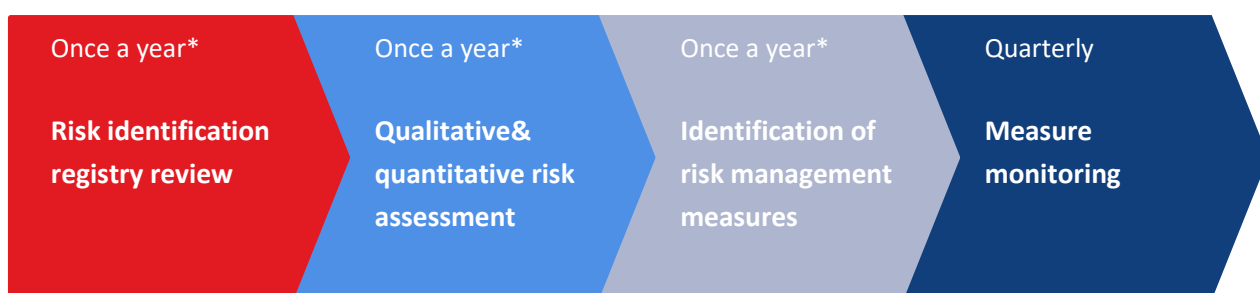 Once a year*
Risk identification
registry review
Once a year*
Qualitative&
quantitative risk
assessment
Once a year*
Identification of
risk management
measures
Quarterly
Measure
monitoring